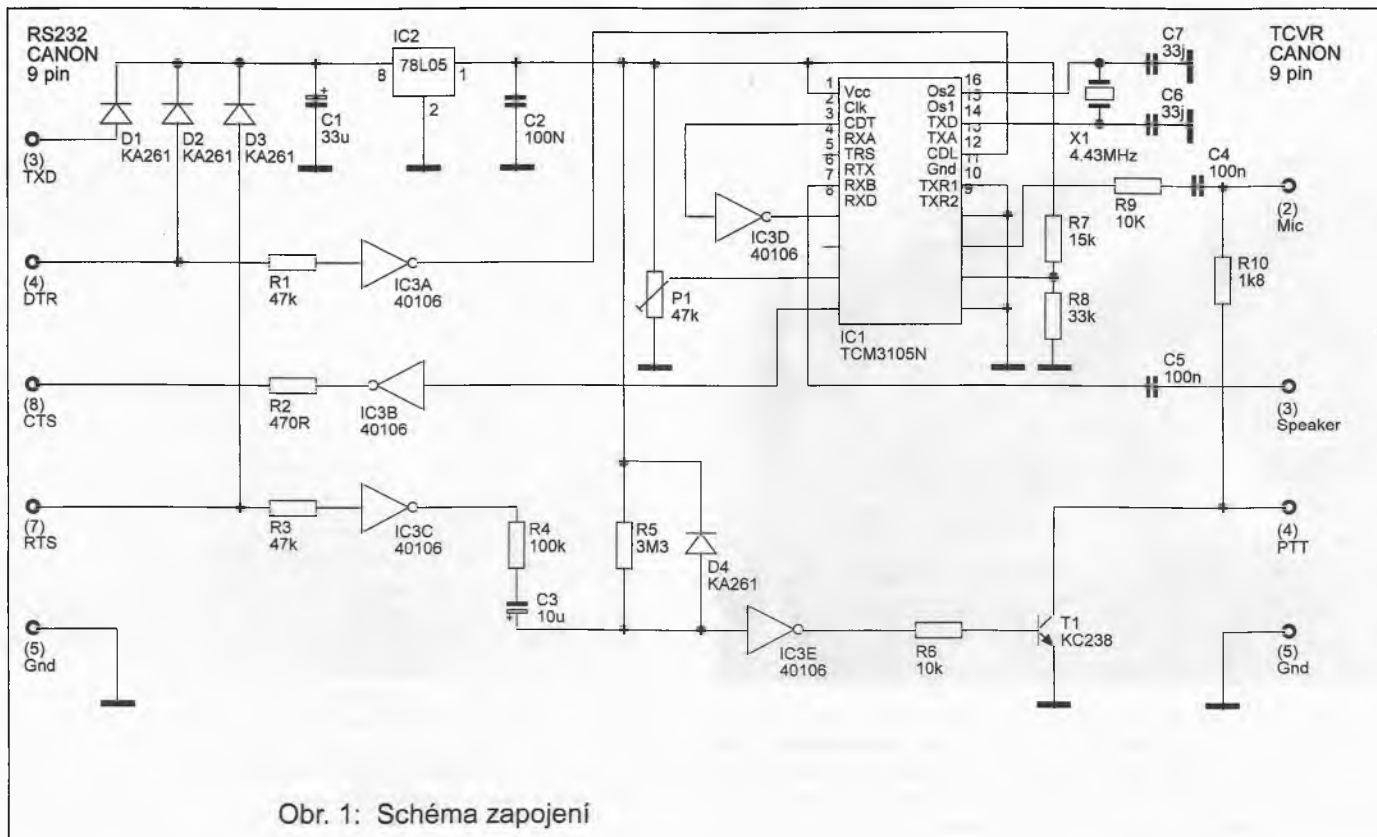 RS232
CANON
9 pin
IC2
78L05
8
1
2
C7
33j
TCVR
CANON
9 pin
D1
KA261
D2
KA261
D3
KA261
C1
33u
+
C2
100N
(3)
TXD
1
2
3
4
5
6
7
8
Vcc
Clk
CDT
RXA
TRS
RTX
RXB
RXD
16
15
14
13
12
11
10
9
Os2
Os1
TXD
TXA
CDL
Gnd
TXR1
TXR2
C6
33j
X1
4.43MHz
C4
100n
R9
10K
(2)
Mic
IC3D
40106
R7
15k
(4)
DTR
R1
47k
IC3A
40106
P1
47k
R8
33k
R10
1k8
IC1
TCM3105N
(8)
CTS
R2
470R
IC3B
40106
C5
100n
(3)
Speaker
(7)
RTS
R3
47k
IC3C
40106
R4
100k
R5
3M3
D4
KA261
(4)
PTT
C3
10u
+
(5)
Gnd
IC3E
40106
R6
10k
T1
KC238
(5)
Gnd
Obr. 1: Schéma zapojení